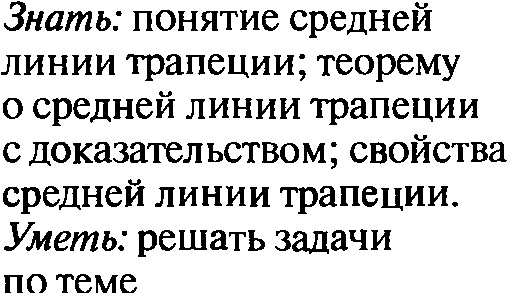 Знать: понятие средней
линии трапеции; теорему
о средней линии трапеции
с доказательством; свойства
средней линии трапеции.
Уметь: решать задачи
по теме